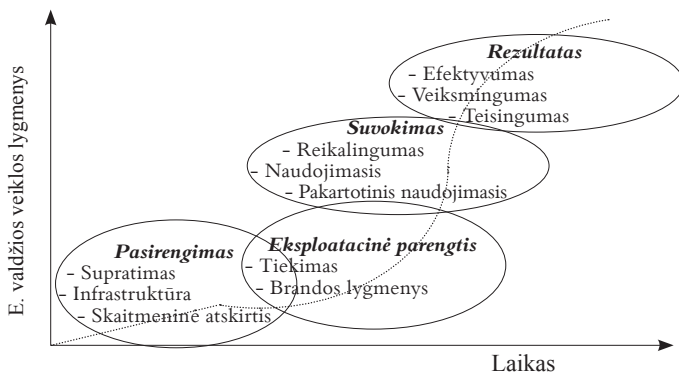 E. valdžios veiklos lygmenys
Rezultatas
- Efektyvumas
- Veiksmingumas
- Teisingumas
Suvokimas
- Reikalingumas
- Naudojimasis
- Pakartotinis naudojimasis
Pasirengimas
- Supratimas
- Infrastruktūra
- Skaitmeninė atskirtis
Eksploatacinė parengtis
- Tiekimas
- Brandos lygmenys
Laikas